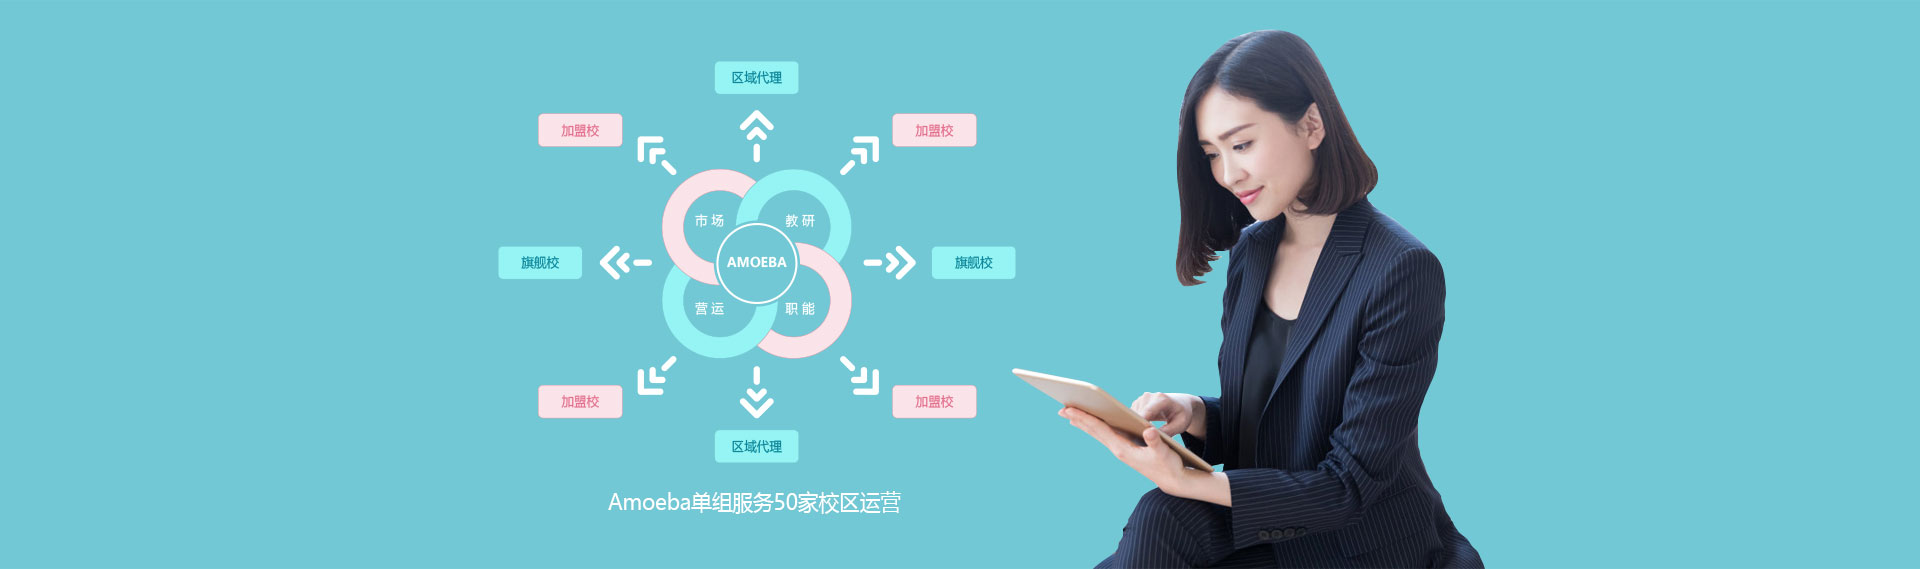 区域代理
加盟校
加盟校
市场
教研
旗舰校
AMOEBA
旗舰校
营运
职能
加盟校
加盟校
区域代理
Amoeba单组服务50家校区运营